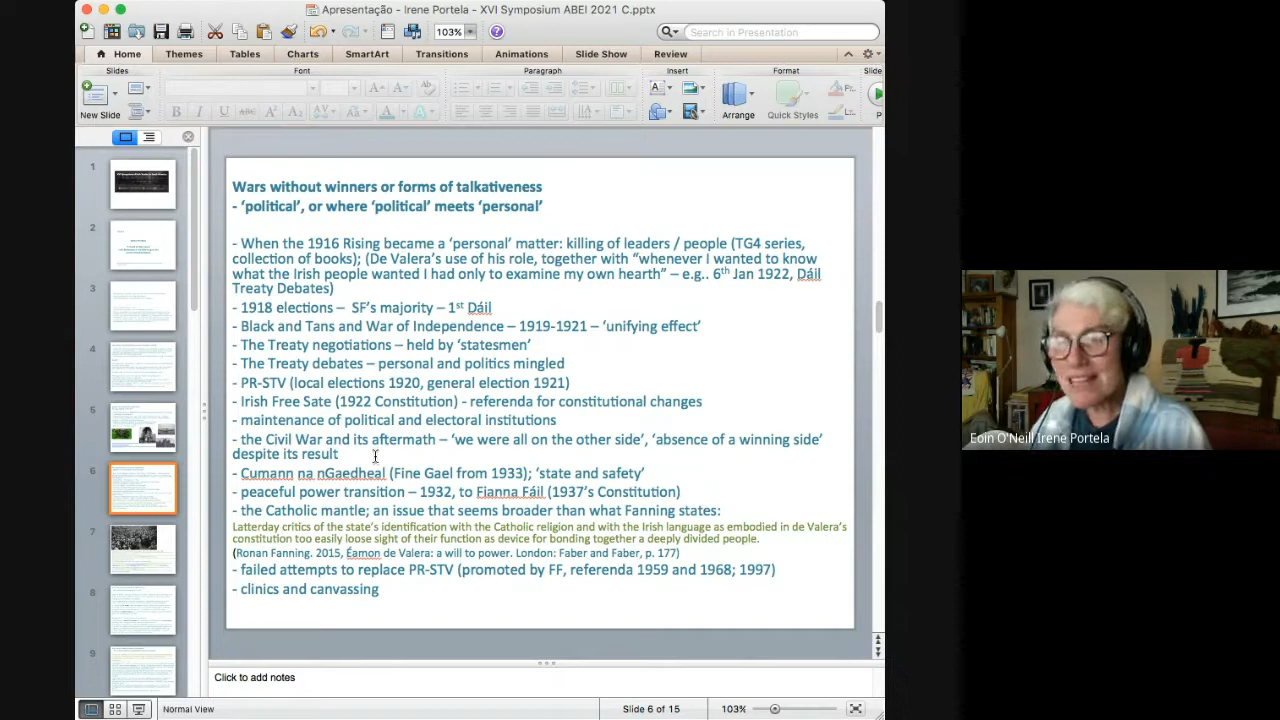 Apresentação - Irene Portela - XVI Symposium ABEI 2021 C.pptx
103%
Search in Presentation
Home Themes Tables Charts SmartArt Transitions Animations Slide Show Review
Slides Font Paragraph Insert Format Slide
New Slide Arrange Quick Styles
1
2
3
4
5
6
7
8
9
Wars without winners or forms of talkativeness
- ‘political’, or where ‘political’ meets ‘personal’
When the 1916 Rising became a ‘personal’ matter: killing of leaders / people (TG4 series,
collection of books); (De Valera’s use of his role, together with “whenever I wanted to know
what the Irish people wanted I had only to examine my own hearth” – e.g.. 6th Jan 1922, Dáil
Treaty Debates)
1918 elections – SF’s majority – 1st Dáil
Black and Tans and War of Independence – 1919-1921 – ‘unifying effect’
The Treaty negotiations – held by ‘statesmen’
The Treaty debates – personal and politics mingle
PR-STV (local elections 1920, general election 1921)
Irish Free Sate (1922 Constitution) - referenda for constitutional changes
maintenance of political and electoral institutions
the Civil War and its aftermath – ‘we were all on the other side’, ‘absence of a winning side’
despite its result
Cumann na nGaedheal (Fine Gael from 1933); ‘stato of safety’
peaceful power transition: 1932, to Fianna Fáil (1937’s Constitution)
the Catholic mantle; an issue that seems broader than what Fanning states:
Latterday critics of the state’s identification with the Catholic religion and with the Irish language as embodied in de Valera’s
constitution too easily loose sight of their function as device for bonding together a deeply divided people.
(Ronan Fanning. 2015, Éamon de Valera: a will to power. London: Faber and Faber, p. 177)
failed attempts to replace PR-STV (promoted by FF, referenda 1959 and 1968; 1997)
clinics and canvassing
Click to add notes
Normal View Slide 6 of 15 103%
Eoin O'Neill Irene Portela